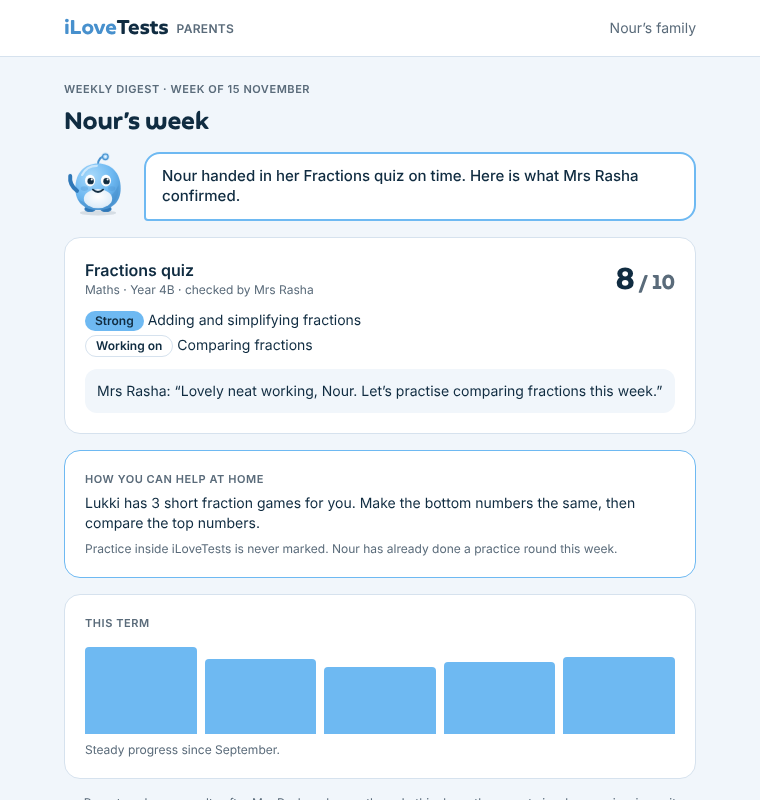 iLoveTests PARENTS
Nour’s family
WEEKLY DIGEST · WEEK OF 15 NOVEMBER
Nour’s week
Nour handed in her Fractions quiz on time. Here is what Mrs Rasha
confirmed.
Fractions quiz
8 / 10
Maths · Year 4B · checked by Mrs Rasha
Strong Adding and simplifying fractions
Working on Comparing fractions
Mrs Rasha: “Lovely neat working, Nour. Let’s practise comparing fractions this week.”
HOW YOU CAN HELP AT HOME
Lukki has 3 short fraction games for you. Make the bottom numbers the same, then
compare the top numbers.
Practice inside iLoveTests is never marked. Nour has already done a practice round this week.
THIS TERM
Steady progress since September.